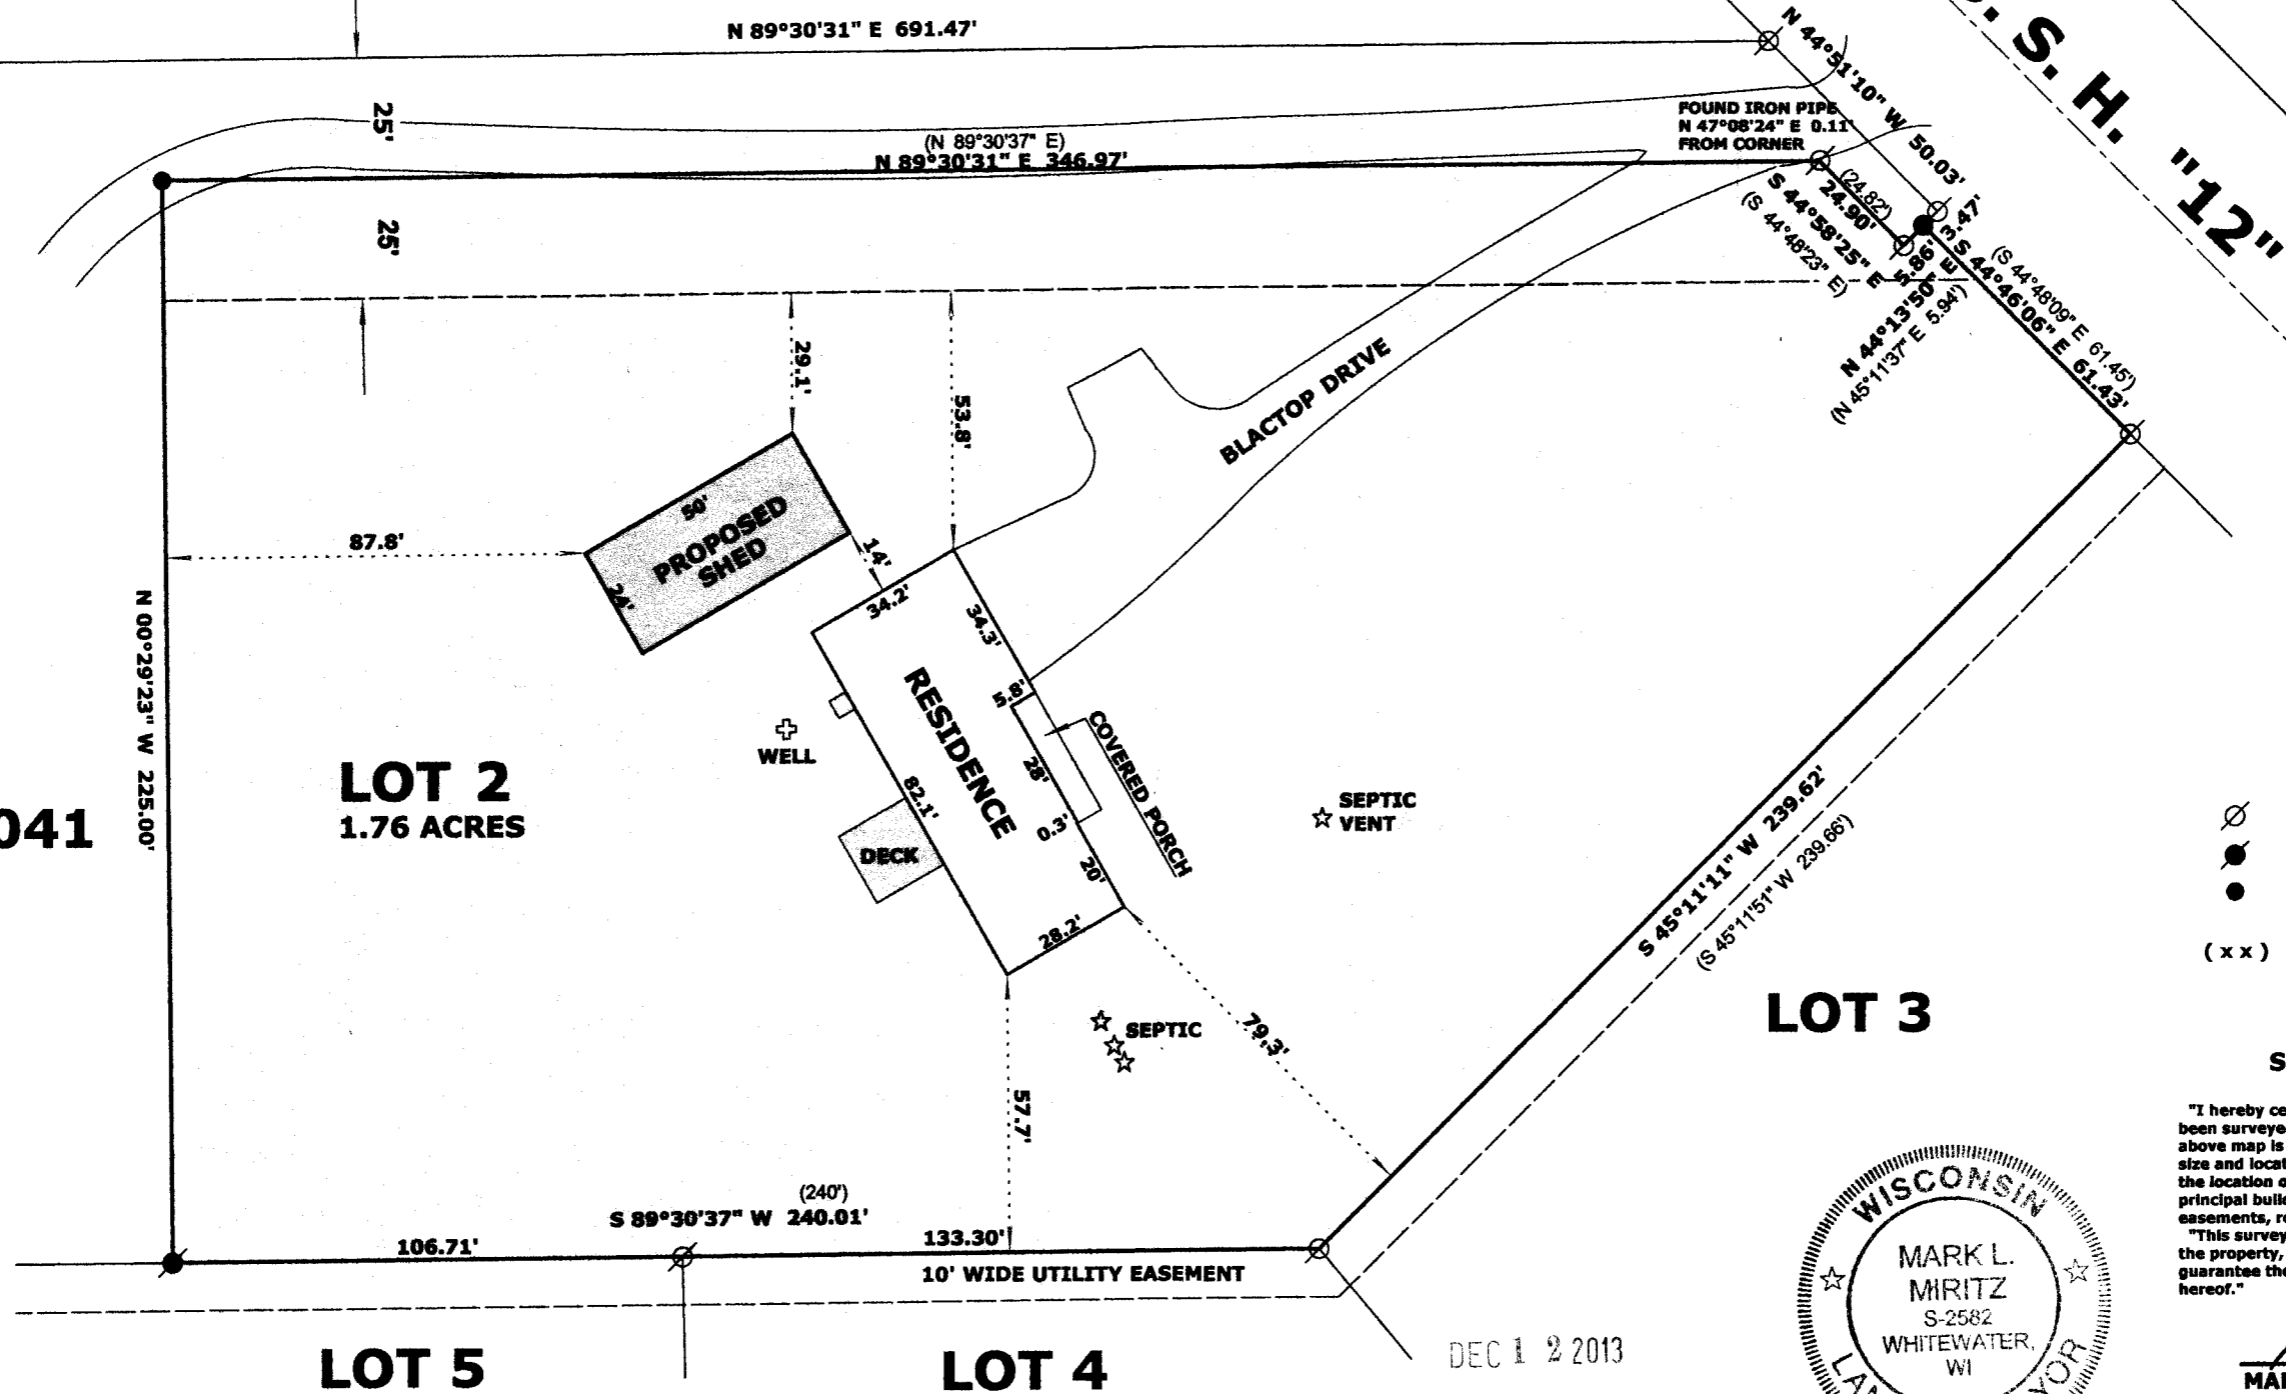 N 89°30'31" E 691.47'
S. H. "12"
N 44°51'10" W 50.03'
25'
FOUND IRON PIPE
N 47°08'24" E 0.11'
FROM CORNER
(N 89°30'37" E)
N 89°30'31" E 346.97'
(24.82')
24.90'
S 44°58'25" E
(S 44°48'23" E)
3.47'
25'
5.86'
N 44°13'50" E
(N 45°11'37" E 5.94')
(S 44°48'09" E 61.45')
S 44°46'06" E 61.43'
29.1'
53.8'
BLACTOP DRIVE
50'
PROPOSED
SHED
24'
87.8'
14'
34.2'
34.3'
N 00°29'23" W 225.00'
RESIDENCE
5.8'
COVERED PORCH
WELL
28'
82.1'
0.3'
20'
DECK
28.2'
LOT 2
1.76 ACRES
041
SEPTIC
VENT
S 45°11'11" W 239.62'
(S 45°11'51" W 239.66')
(xx)
LOT 3
SEPTIC
79.3'
57.7'
(240')
S 89°30'37" W 240.01'
106.71'
133.30'
10' WIDE UTILITY EASEMENT
LOT 5
LOT 4
DEC 12 2013
S
"I hereby ce
been surveye
above map is
size and locat
the location o
principal buil
easements, r
"This survey
the property,
guarantee the
hereof."
WISCONSIN
MARK L.
MIRITZ
S-2582
WHITEWATER,
WI
LAN
YOR
MAR